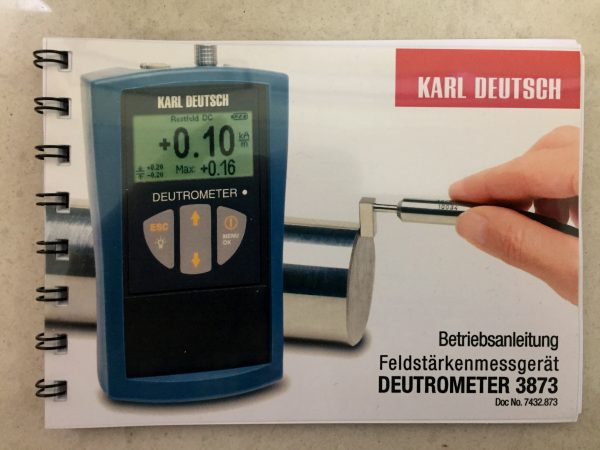 KARL DEUTSCH
KARL DEUTSCH
Restfeld DC
+0.10 kA/m
+0,20
-0,20
Max: +0.16
DEUTROMETER
ESC
MENU
OK
Betriebsanleitung
Feldstärkenmessgerät
DEUTROMETER 3873
Doc No. 7432.873